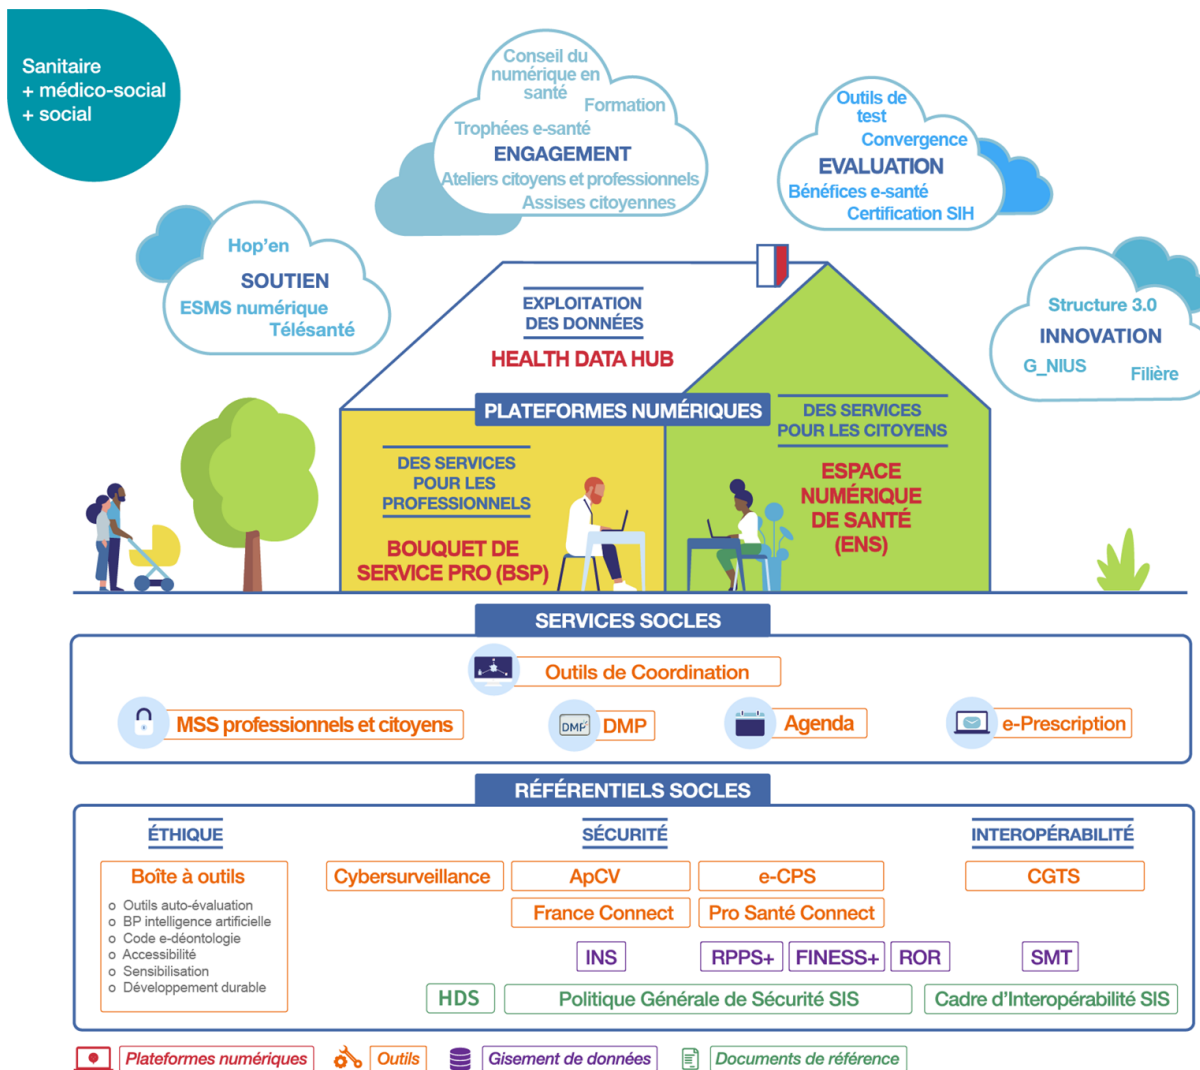 Sanitaire
+ médico-social
+ social
Conseil du
numérique en
santé
Formation
Trophées e-santé
ENGAGEMENT
Ateliers citoyens et professionnels
Assises citoyennes
Outils de
test
Convergence
EVALUATION
Bénéfices e-santé
Certification SIH
Hop'en
SOUTIEN
ESMS numérique
Télésanté
Structure 3.0
INNOVATION
G_NIUS
Filière
EXPLOITATION
DES DONNÉES
HEALTH DATA HUB
PLATEFORMES NUMÉRIQUES
DES SERVICES
POUR LES
PROFESSIONNELS
BOUQUET DE
SERVICE PRO (BSP)
DES SERVICES
POUR LES CITOYENS
ESPACE
NUMÉRIQUE
DE SANTÉ
(ENS)
SERVICES SOCLES
Outils de Coordination
MSS professionnels et citoyens
DMP
DMP
Agenda
e-Prescription
RÉFÉRENTIELS SOCLES
ÉTHIQUE
Boîte à outils
o Outils auto-évaluation
o BP intelligence artificielle
o Code e-déontologie
o Accessibilité
o Sensibilisation
o Développement durable
SÉCURITÉ
Cybersurveillance
ApCV
e-CPS
France Connect
Pro Santé Connect
INS
RPPS+
FINESS+
ROR
HDS
Politique Générale de Sécurité SIS
INTEROPÉRABILITÉ
CGTS
SMT
Cadre d'Interopérabilité SIS
Plateformes numériques
Outils
Gisement de données
Documents de référence